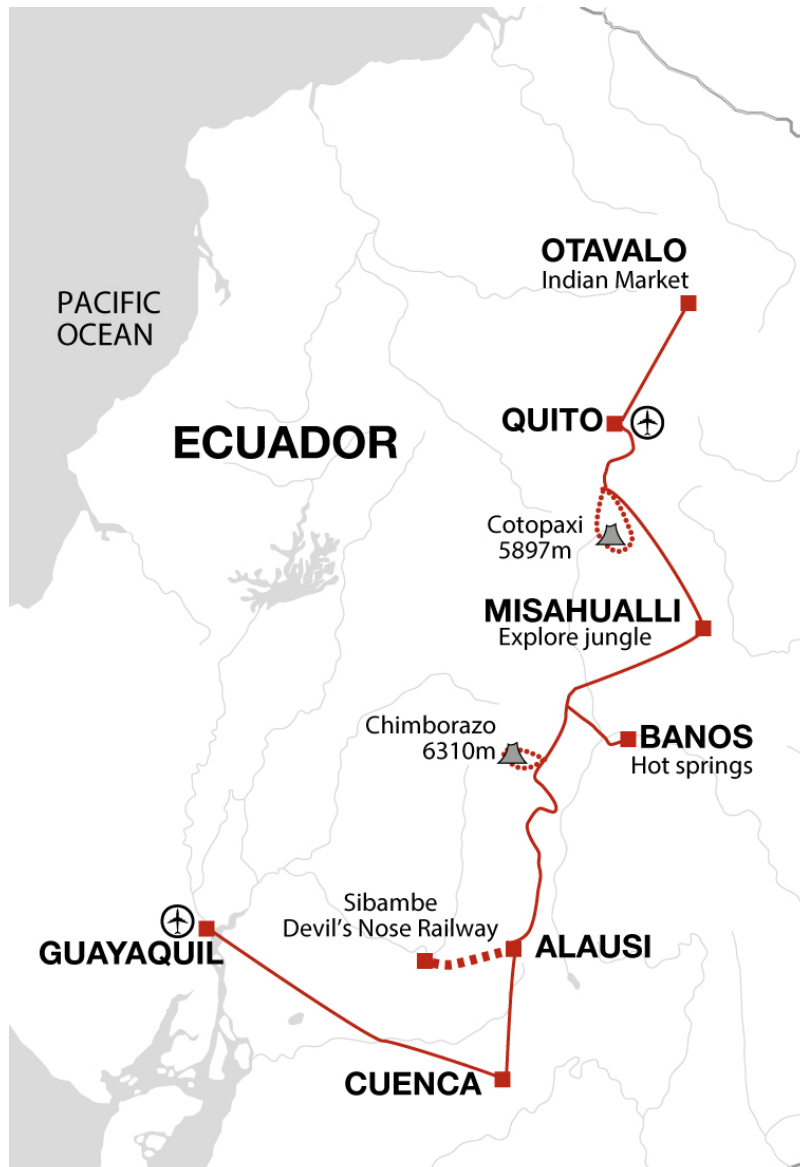 OTAVALO
Indian Market
PACIFIC
OCEAN
QUITO
ECUADOR
Cotopaxi
5897m
MISAHUALLI
Explore jungle
Chimborazo
6310m
BANOS
Hot springs
Sibambe
Devil's Nose Railway
ALAUSI
GUAYAQUIL
CUENCA